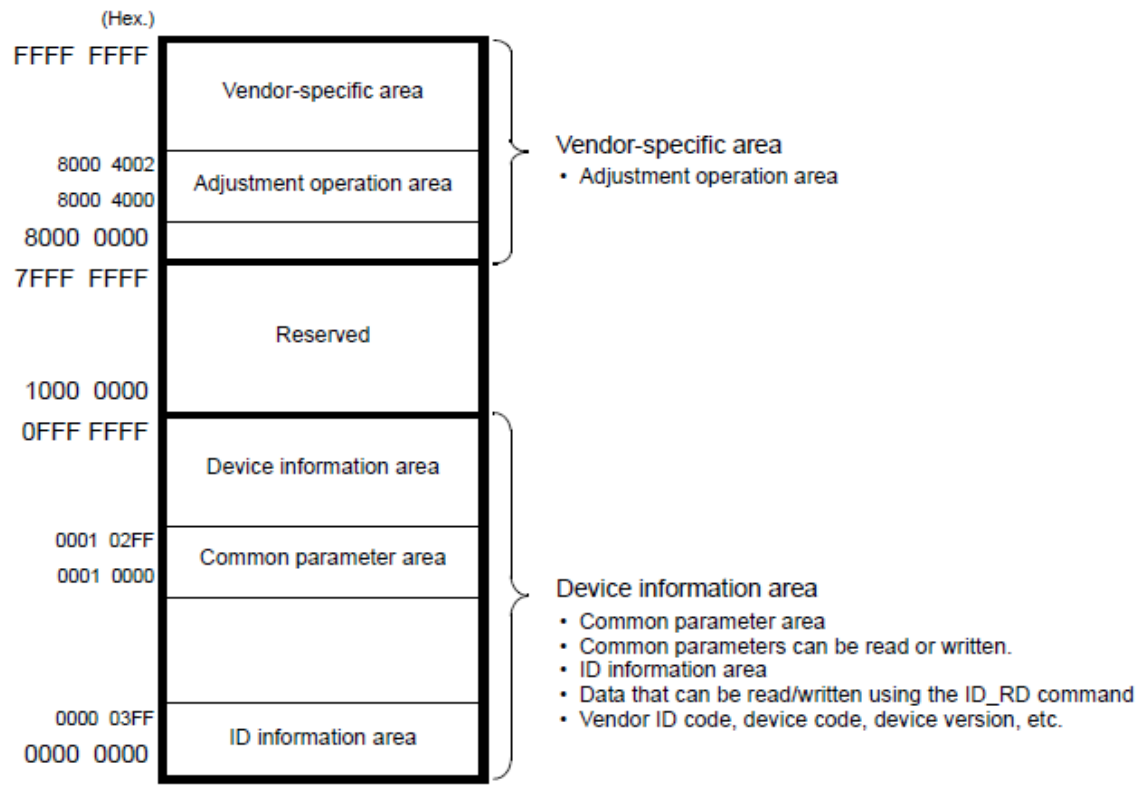 (Hex.)
FFFF FFFF
Vendor-specific area
8000 4002
Adjustment operation area
8000 4000
8000 0000
Vendor-specific area
• Adjustment operation area
7FFF FFFF
Reserved
1000 0000
0FFF FFFF
Device information area
0001 02FF
Common parameter area
0001 0000
0000 03FF
ID information area
0000 0000
Device information area
• Common parameter area
• Common parameters can be read or written.
• ID information area
• Data that can be read/written using the ID_RD command
• Vendor ID code, device code, device version, etc.